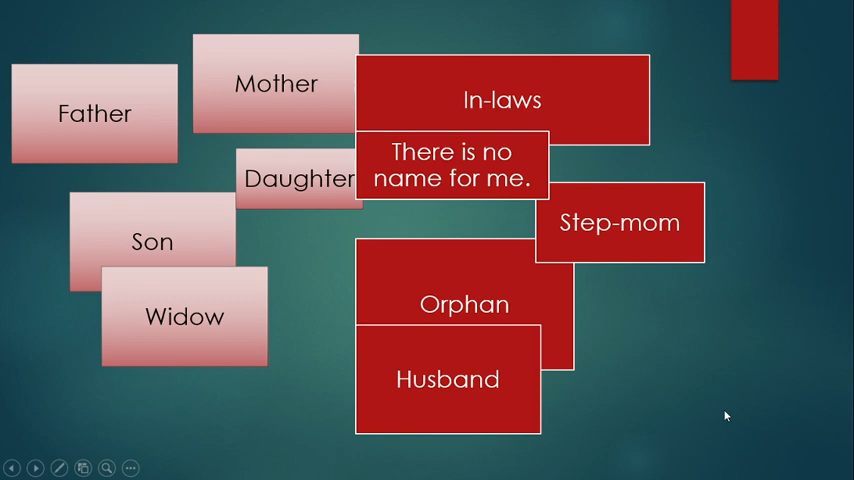 Father
Mother
In-laws
There is no
name for me.
Daughter
Step-mom
Son
Orphan
Widow
Husband